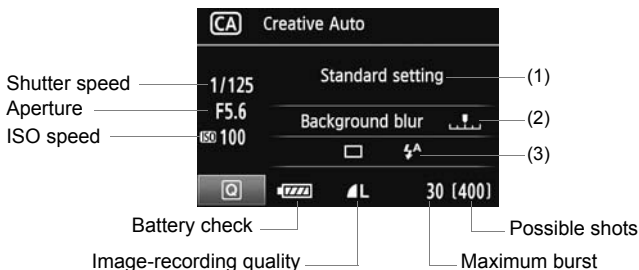 CA Creative Auto
Shutter speed 1/125 Standard setting (1)
Aperture F5.6
Background blur (2)
ISO speed ISO 100
A (3)
Q L 30 [400]
Battery check Possible shots
Image-recording quality Maximum burst